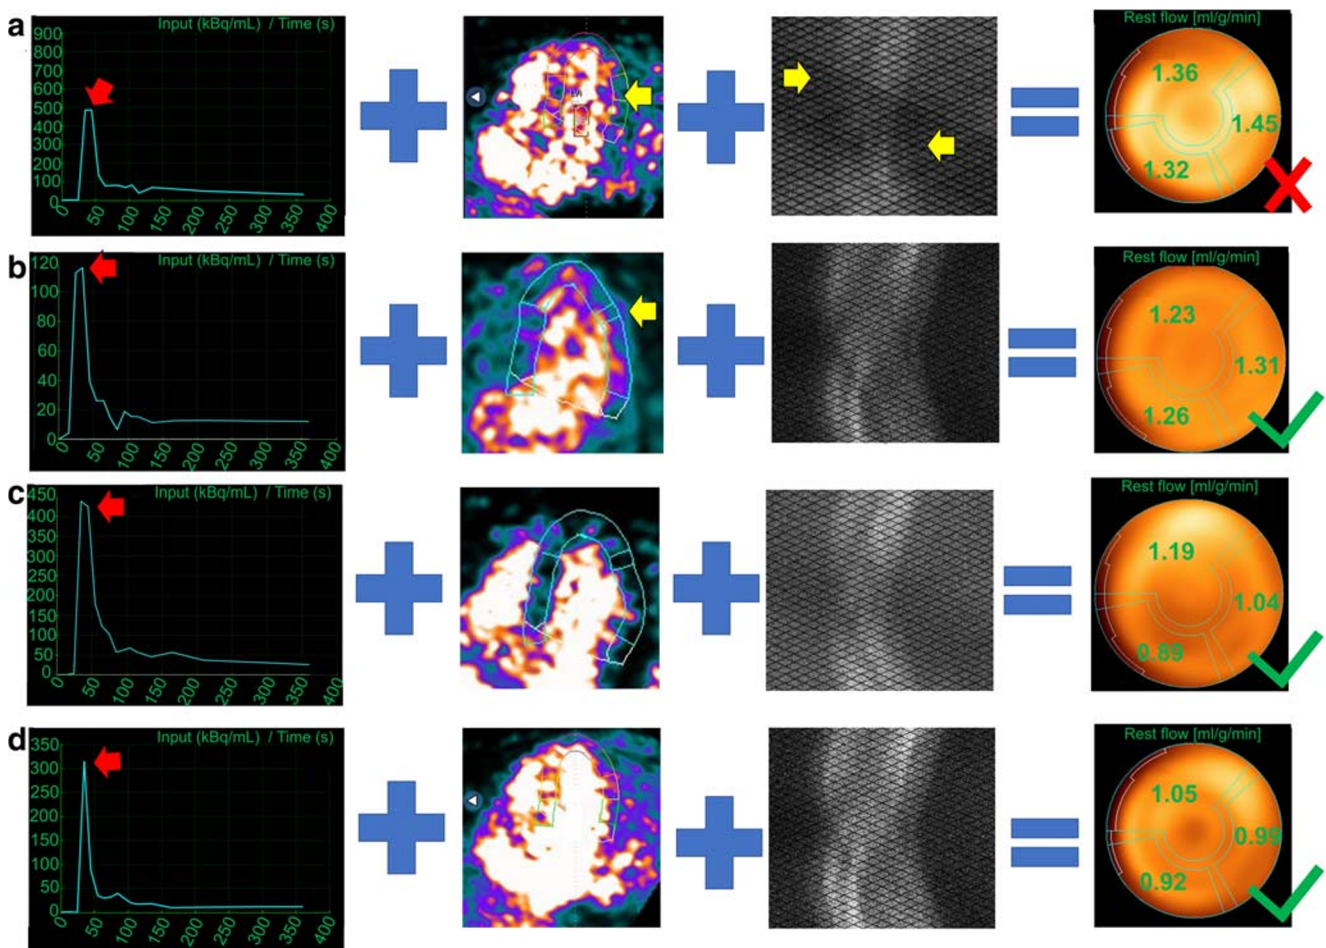 a
Input (kBq/mL) / Time (s)
900
800
700
600
500
400
300
200
100
0
0 50 100 150 200 250 300 350 400
LV
Rest flow [ml/g/min]
1.36
1.45
1.32
b
Input (kBq/mL) / Time (s)
120
100
80
60
40
20
0
0 50 100 150 200 250 300 350 400
Rest flow [ml/g/min]
1.23
1.31
1.26
c
Input (kBq/mL) / Time (s)
450
400
350
300
250
200
150
100
50
0
0 50 100 150 200 250 300 350 400
Rest flow [ml/g/min]
1.19
1.04
0.89
d
Input (kBq/mL) / Time (s)
350
300
250
200
150
100
50
0
0 50 100 150 200 250 300 350 400
Rest flow [ml/g/min]
1.05
0.99
0.92